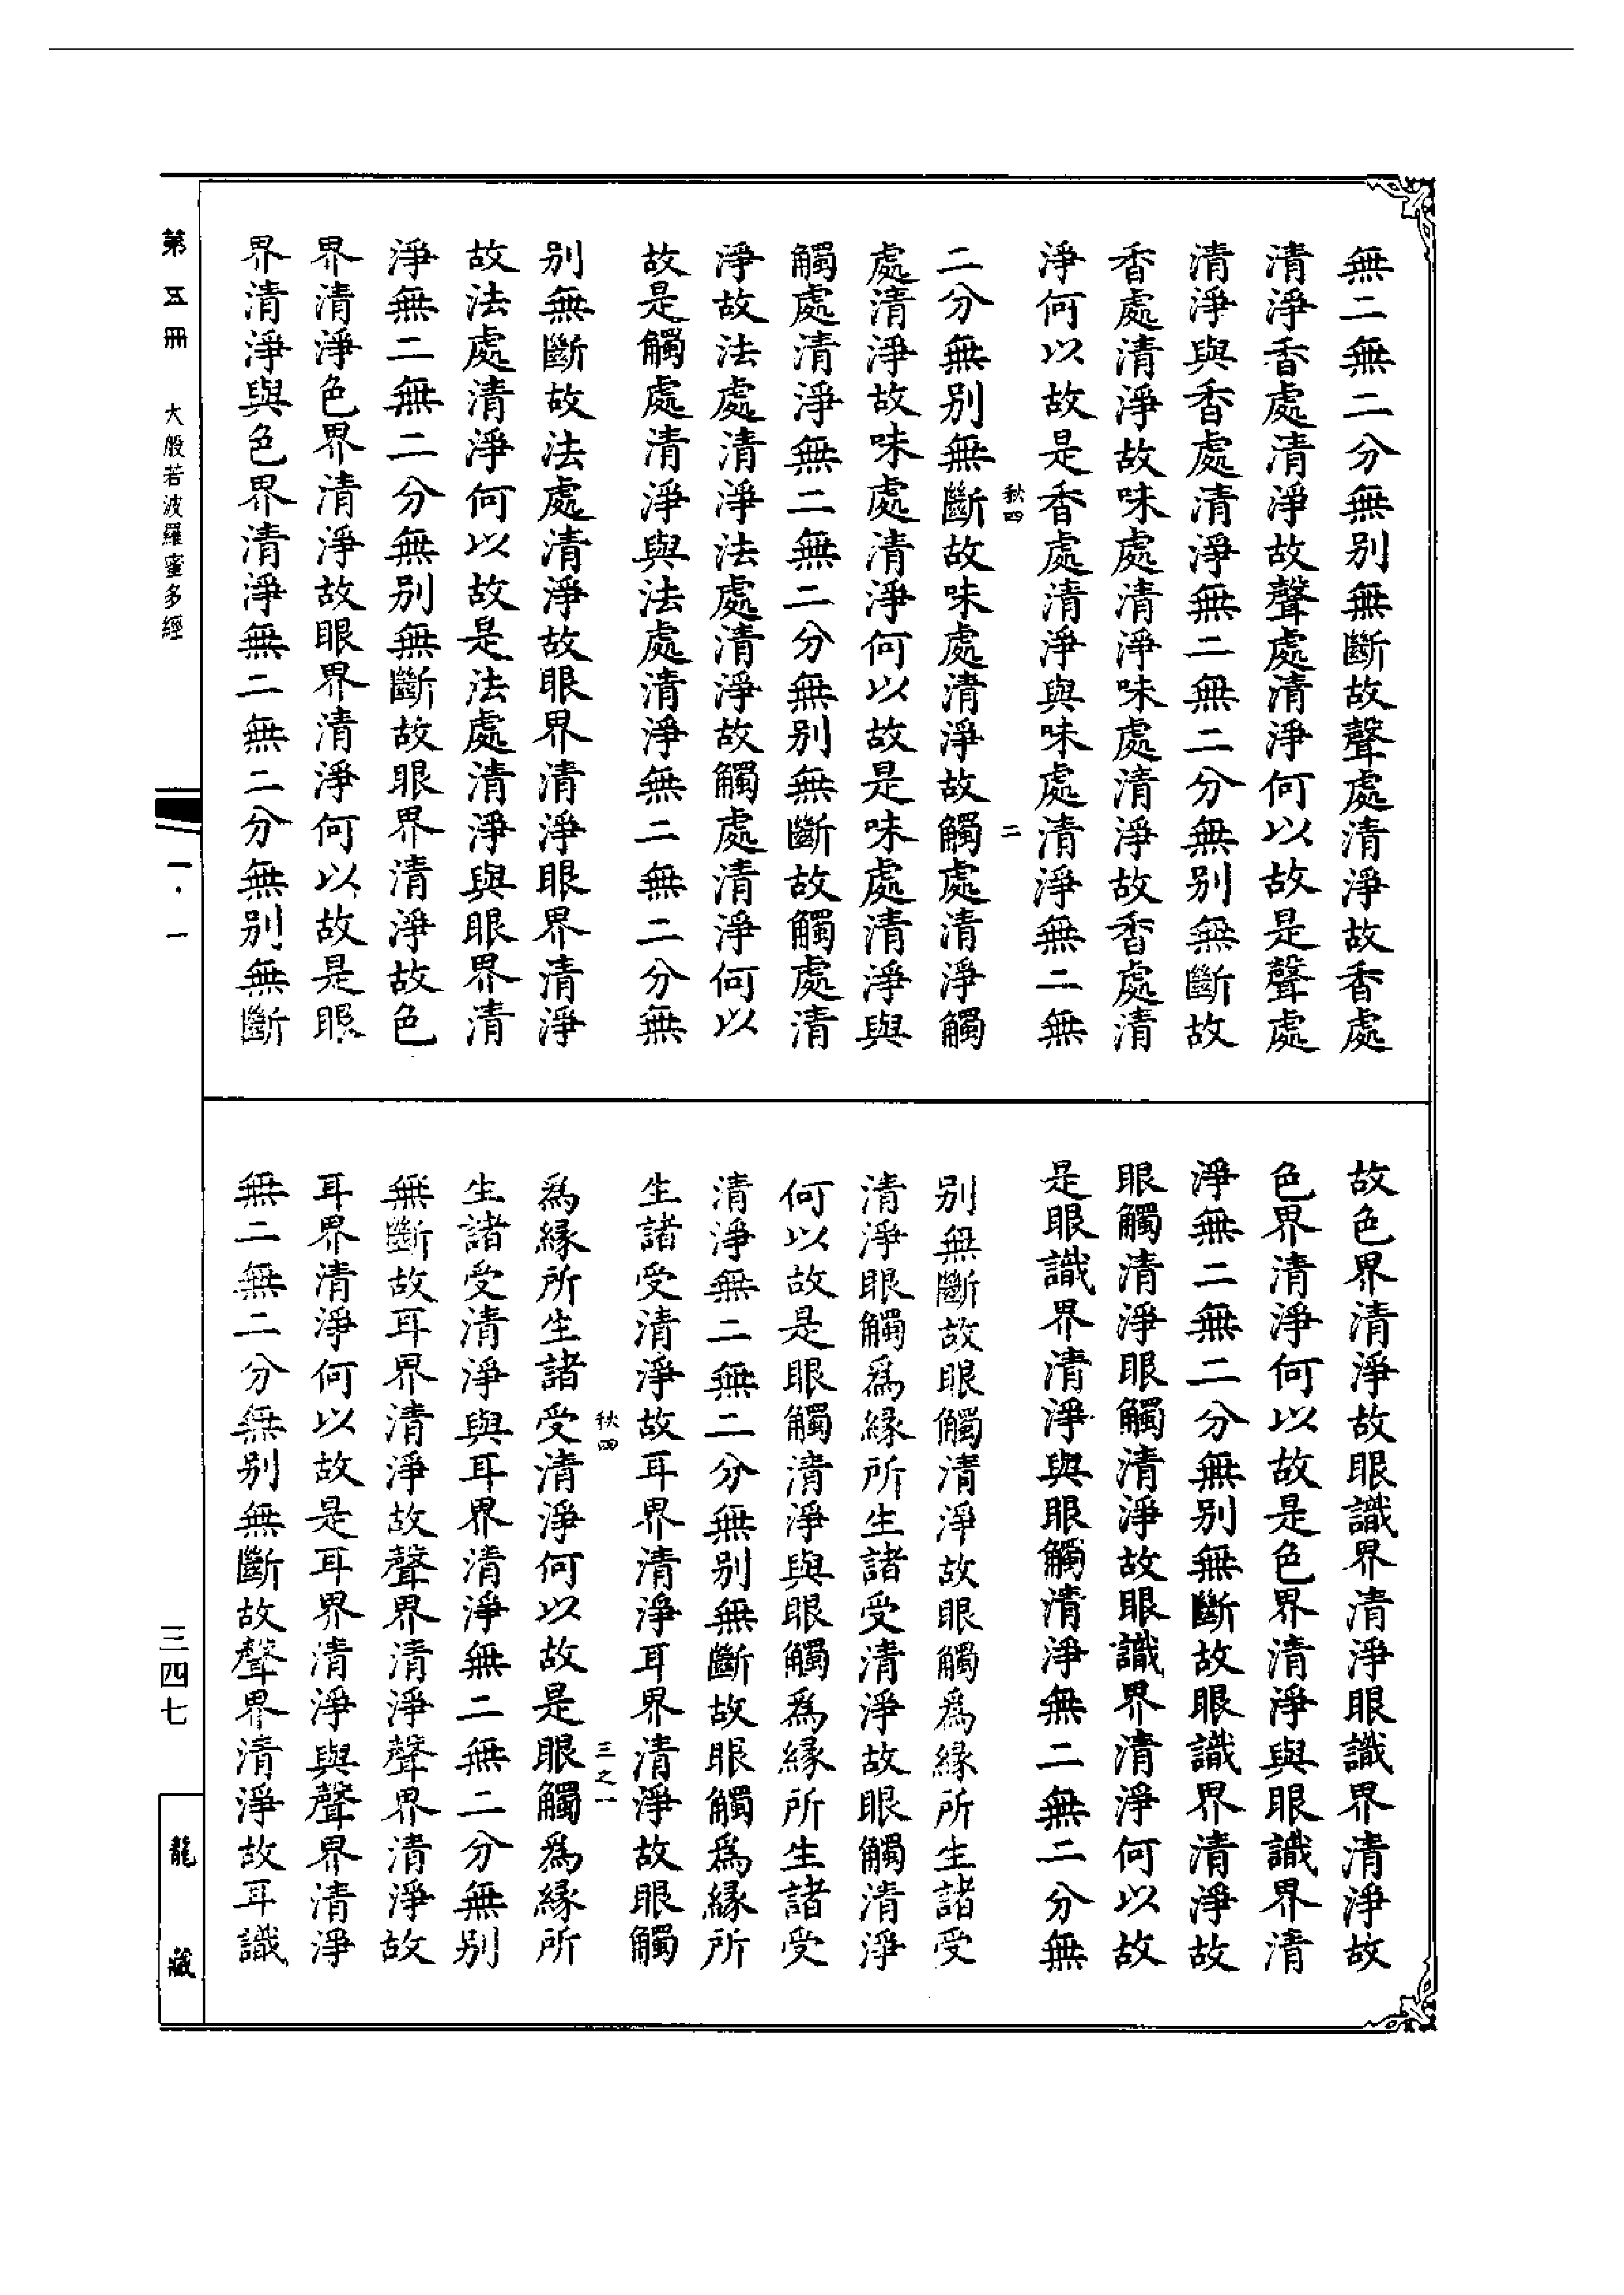 無二無二分無别無斷故聲處清淨故香處
清淨香處清淨故聲處清淨何以故是聲處
清淨與香處清淨無二無二分無别無斷故
香處清淨故味處清淨味處清淨故香處清
淨何以故是香處清淨與味處清淨無二無
秋四
二
二分無别無斷故味處清淨故觸處清淨觸
處清淨故味處清淨何以故是味處清淨與
觸處清淨無二無二分無别無斷故觸處清
淨故法處清淨法處清淨故觸處清淨何以
故是觸處清淨與法處清淨無二無二分無
别無斷故法處清淨故眼界清淨眼界清淨
故法處清淨何以故是法處清淨與眼界清
淨無二無二分無别無斷故眼界清淨故色
界清淨色界清淨故眼界清淨何以故是眼
界清淨與色界清淨無二無二分無别無斷
故色界清淨故眼識界清淨眼識界清淨故
色界清淨何以故是色界清淨與眼識界清
淨無二無二分無别無斷故眼識界清淨故
眼觸清淨眼觸清淨故眼識界清淨何以故
是眼識界清淨與眼觸清淨無二無二分無
别無斷故眼觸清淨故眼觸爲緣所生諸受
清淨眼觸爲緣所生諸受清淨故眼觸清淨
何以故是眼觸清淨與眼觸爲緣所生諸受
清淨無二無二分無别無斷故眼觸爲緣所
生諸受清淨故耳界清淨耳界清淨故眼觸
秋四
三之一
爲緣所生諸受清淨何以故是眼觸爲緣所
生諸受清淨與耳界清淨無二無二分無别
無斷故耳界清淨故聲界清淨聲界清淨故
耳界清淨何以故是耳界清淨與聲界清淨
無二無二分無别無斷故聲界清淨故耳識
第五冊 大般若波羅蜜多經
一·一
三四七
龍藏